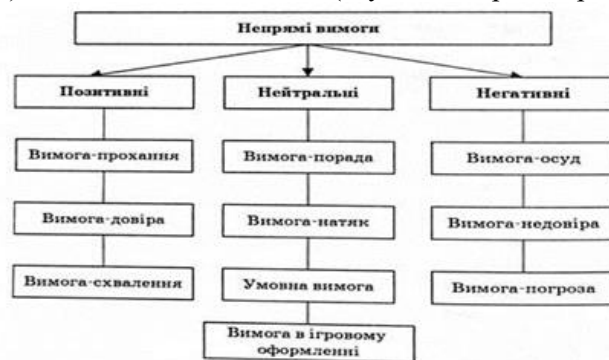 Непрямі вимоги
Позитивні
Нейтральні
Негативні
Вимога-прохання
Вимога-порада
Вимога-осуд
Вимога-довіра
Вимога-натяк
Вимога-недовіра
Вимога-схвалення
Умовна вимога
Вимога-погроза
Вимога в ігровому
оформленні